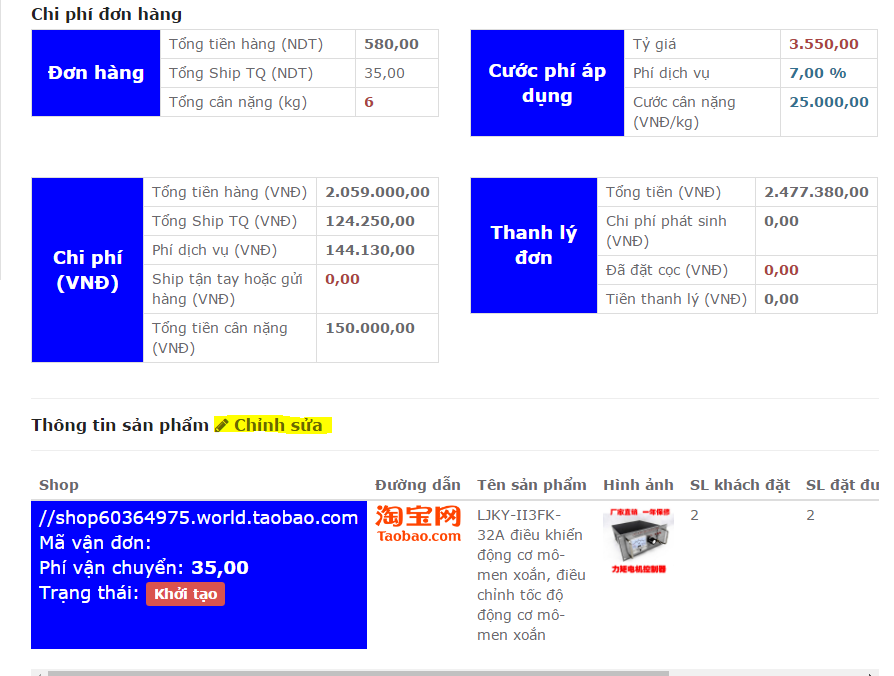 Chi phí đơn hàng
Đơn hàng
Tổng tiền hàng (NDT) 580,00
Tổng Ship TQ (NDT) 35,00
Tổng cân nặng (kg) 6
Cước phí áp
dụng
Tỷ giá 3.550,00
Phí dịch vụ 7,00 %
Cước cân nặng 25.000,00
(VNĐ/kg)
Chi phí
(VNĐ)
Tổng tiền hàng (VNĐ) 2.059.000,00
Tổng Ship TQ (VNĐ) 124.250,00
Phí dịch vụ (VNĐ) 144.130,00
Ship tận tay hoặc gửi 0,00
hàng (VNĐ)
Tổng tiền cân nặng 150.000,00
(VNĐ)
Thanh lý
đơn
Tổng tiền (VNĐ) 2.477.380,00
Chi phí phát sinh 0,00
(VNĐ)
Đã đặt cọc (VNĐ) 0,00
Tiền thanh lý (VNĐ) 0,00
Thông tin sản phẩm Chỉnh sửa
Shop Đường dẫn Tên sản phẩm Hình ảnh SL khách đặt SL đặt đu
//shop60364975.world.taobao.com
Mã vận đơn:
Phí vận chuyển: 35,00
Trạng thái: Khởi tạo
淘宝网
Taobao.com
LJKY-II3FK-
32A điều khiển
động cơ mô-
men xoắn, điều
chỉnh tốc độ
động cơ mô-
men xoắn
厂家直销 一年保修
力矩电机控制器
2 2